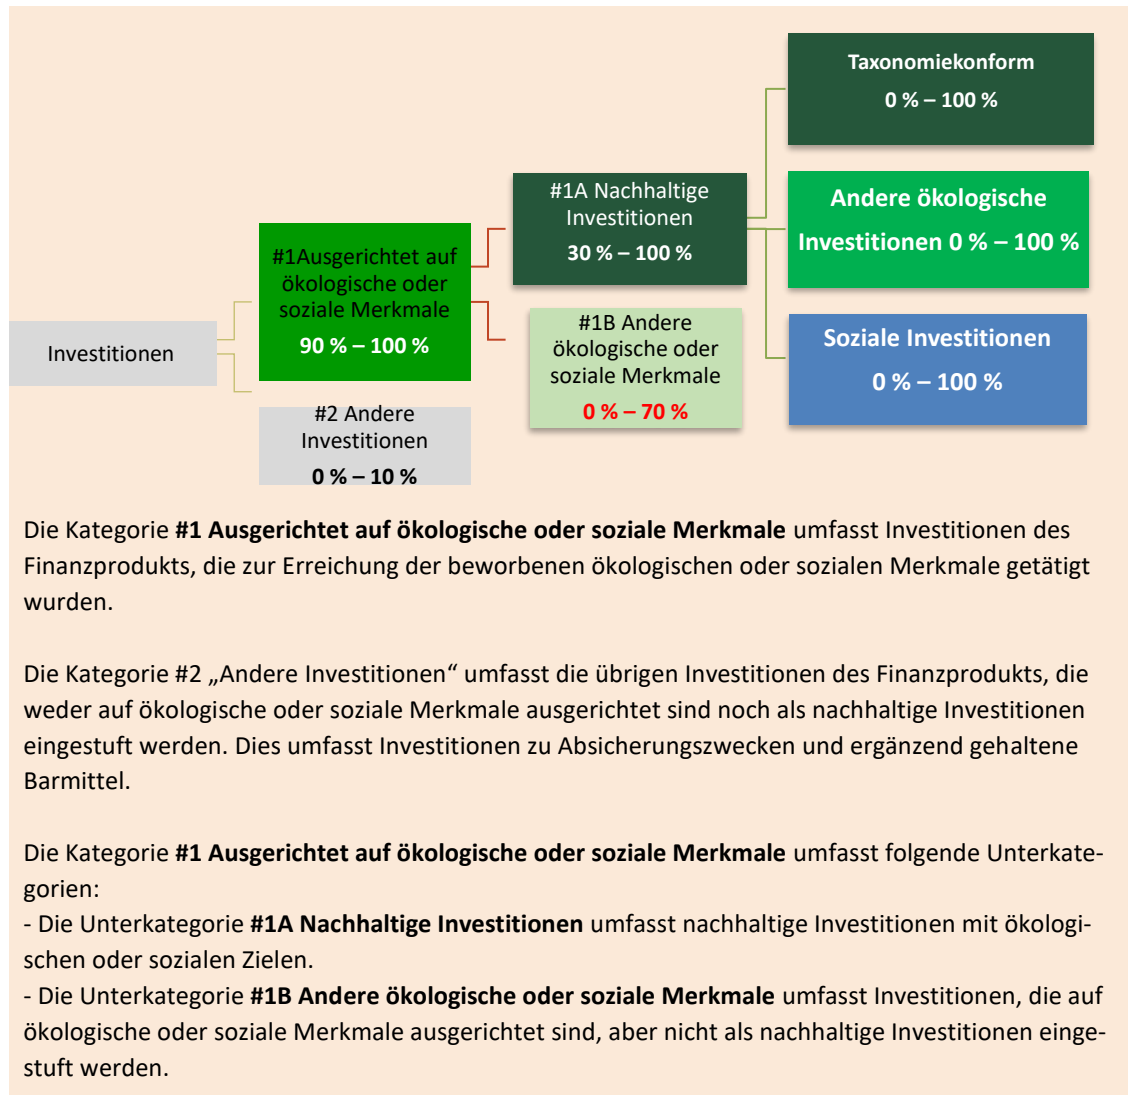 Taxonomiekonform
0 % – 100 %
#1A Nachhaltige
Investitionen
30 % – 100 %
Andere ökologische
Investitionen 0 % – 100 %
#1Ausgerichtet auf
ökologische oder
soziale Merkmale
90 % – 100 %
#1B Andere
ökologische oder
soziale Merkmale
0 % – 70 %
Soziale Investitionen
0 % – 100 %
Investitionen
#2 Andere
Investitionen
0 % – 10 %
Die Kategorie #1 Ausgerichtet auf ökologische oder soziale Merkmale umfasst Investitionen des
Finanzprodukts, die zur Erreichung der beworbenen ökologischen oder sozialen Merkmale getätigt
wurden.
Die Kategorie #2 „Andere Investitionen“ umfasst die übrigen Investitionen des Finanzprodukts, die
weder auf ökologische oder soziale Merkmale ausgerichtet sind noch als nachhaltige Investitionen
eingestuft werden. Dies umfasst Investitionen zu Absicherungszwecken und ergänzend gehaltene
Barmittel.
Die Kategorie #1 Ausgerichtet auf ökologische oder soziale Merkmale umfasst folgende Unterkate-
gorien:
- Die Unterkategorie #1A Nachhaltige Investitionen umfasst nachhaltige Investitionen mit ökologi-
schen oder sozialen Zielen.
- Die Unterkategorie #1B Andere ökologische oder soziale Merkmale umfasst Investitionen, die auf
ökologische oder soziale Merkmale ausgerichtet sind, aber nicht als nachhaltige Investitionen einge-
stuft werden.